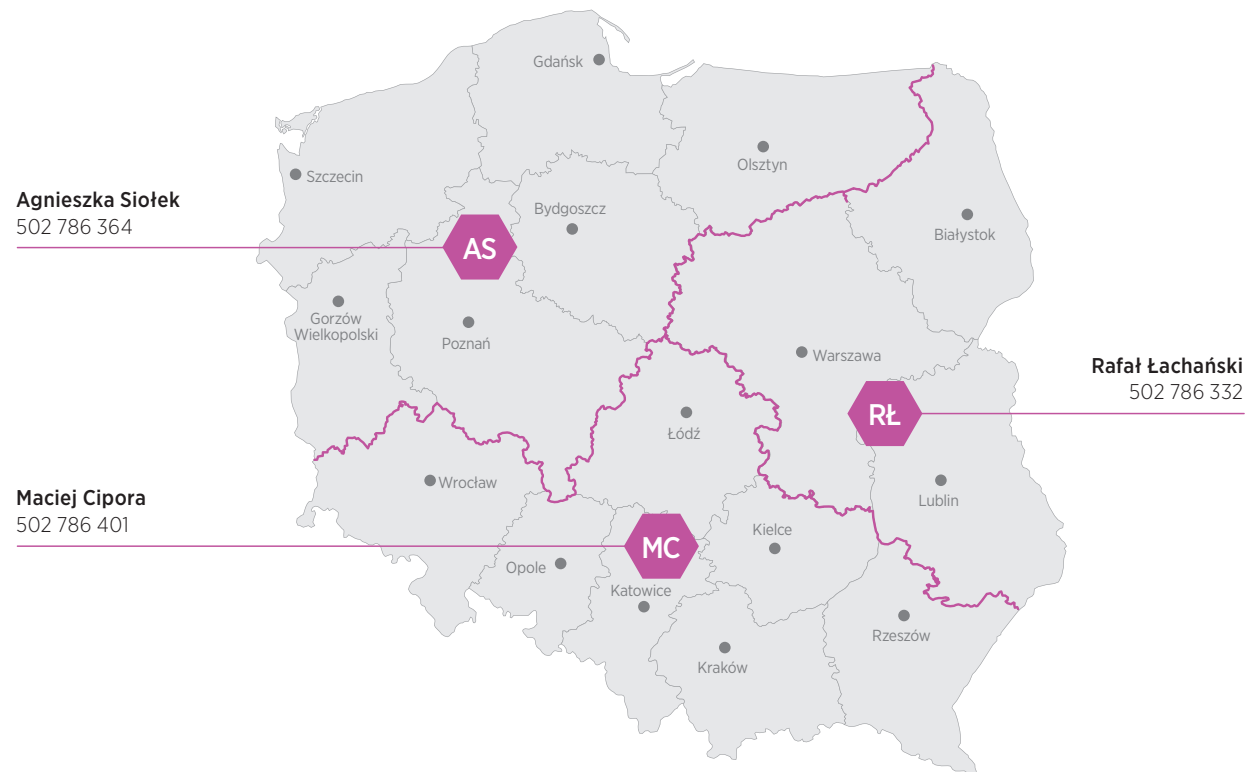 Gdańsk
Olsztyn
Szczecin
Agnieszka Siołek
502 786 364
Bydgoszcz
Białystok
AS
Gorzów
Wielkopolski
Poznań
Warszawa
Rafał Łachański
502 786 332
RŁ
Łódź
Wrocław
Lublin
Maciej Cipora
502 786 401
Kielce
MC
Opole
Katowice
Rzeszów
Kraków